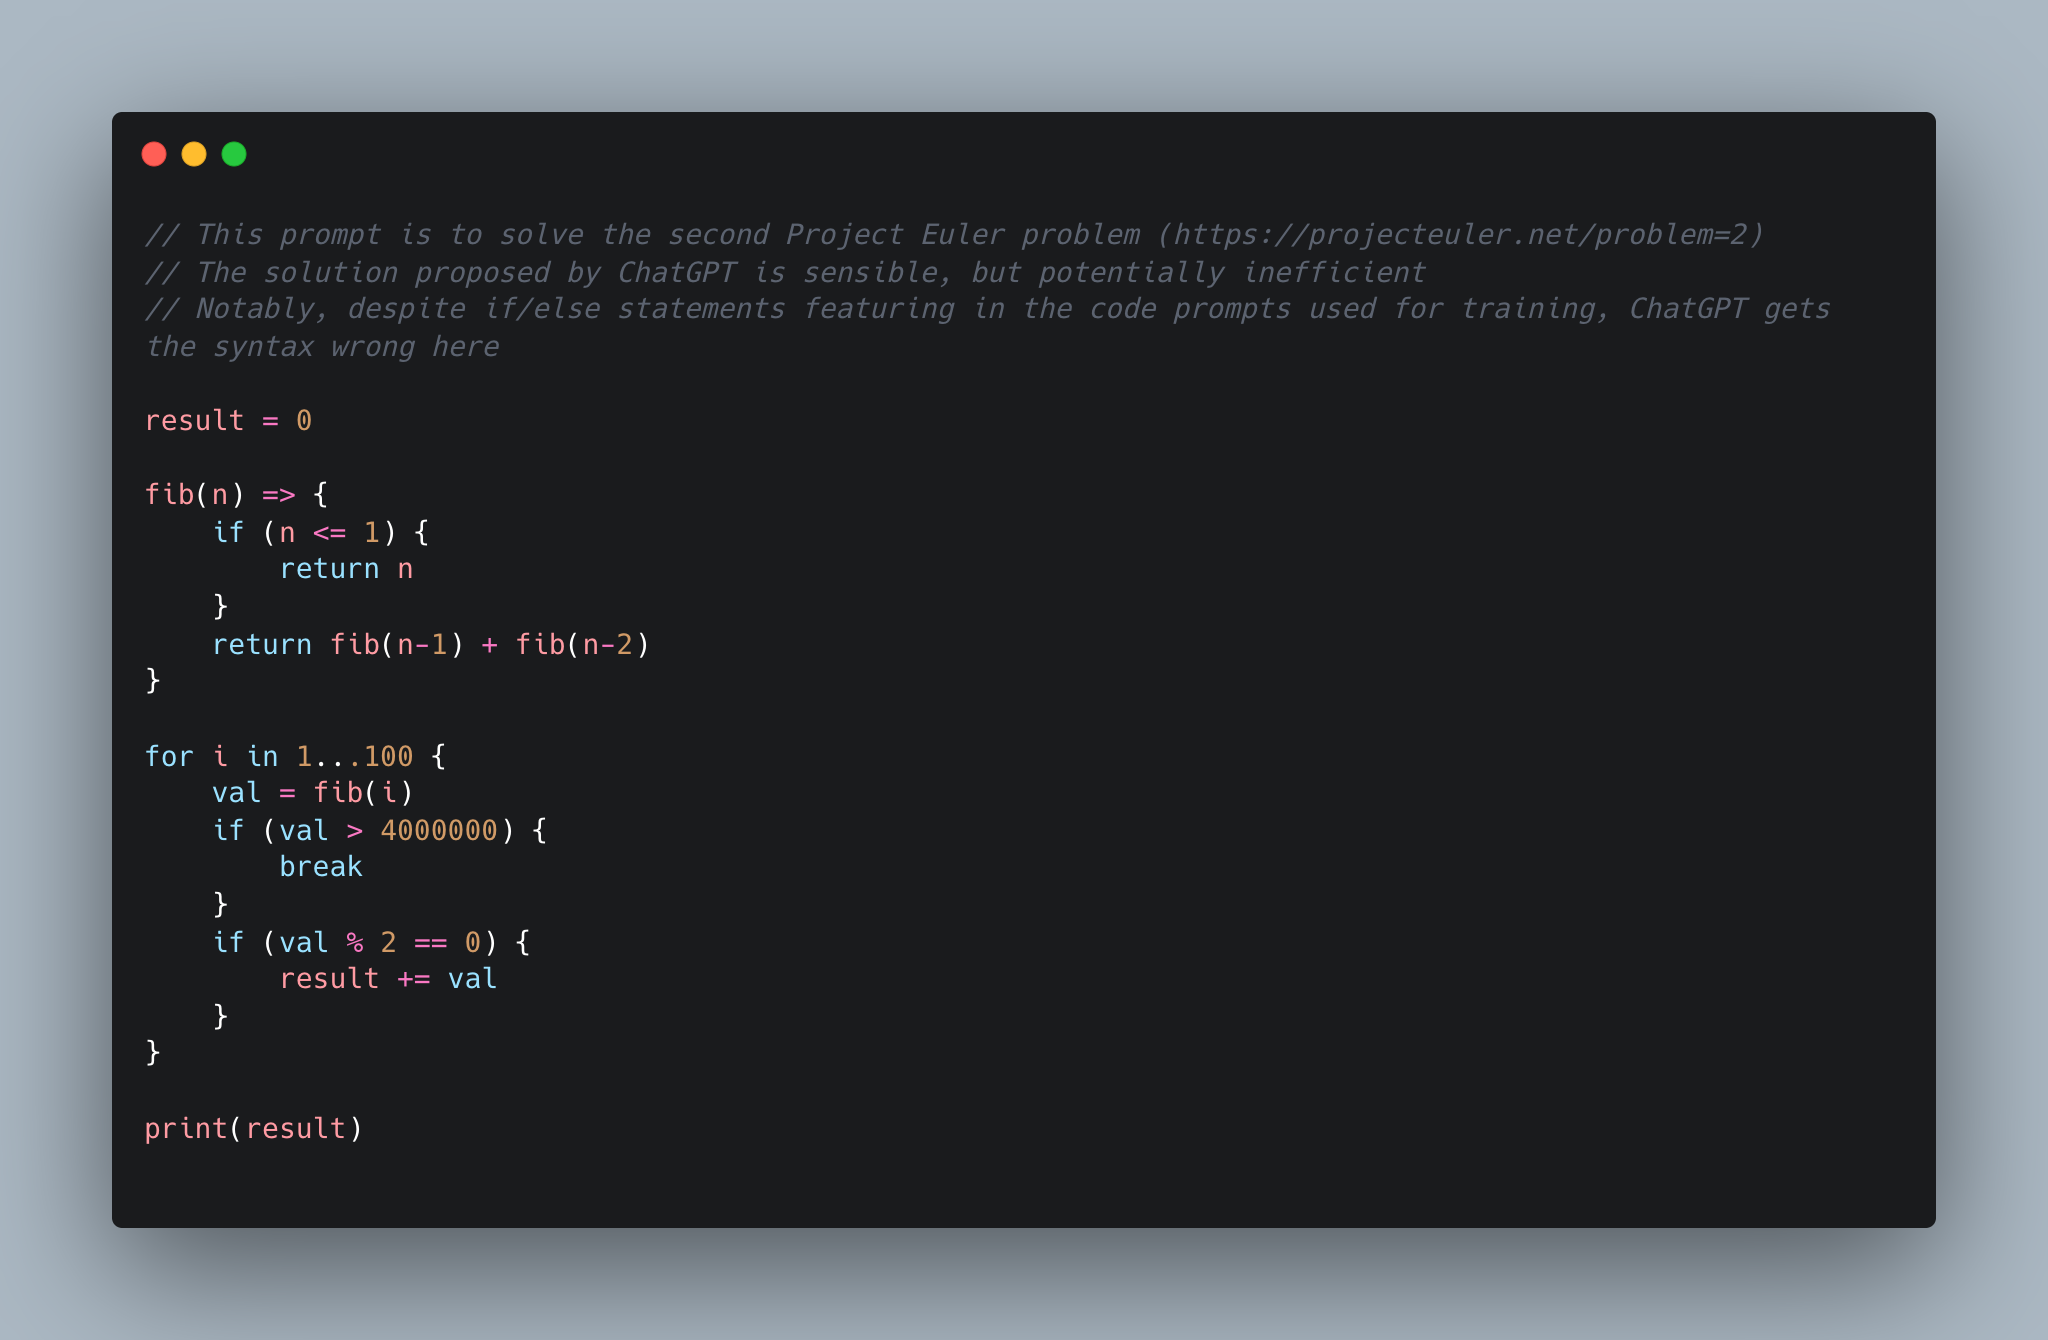 // This prompt is to solve the second Project Euler problem (https://projecteuler.net/problem=2)
// The solution proposed by ChatGPT is sensible, but potentially inefficient
// Notably, despite if/else statements featuring in the code prompts used for training, ChatGPT gets
the syntax wrong here

result = 0

fib(n) => {
    if (n <= 1) {
        return n
    }
    return fib(n-1) + fib(n-2)
}

for i in 1...100 {
    val = fib(i)
    if (val > 4000000) {
        break
    }
    if (val % 2 == 0) {
        result += val
    }
}

print(result)